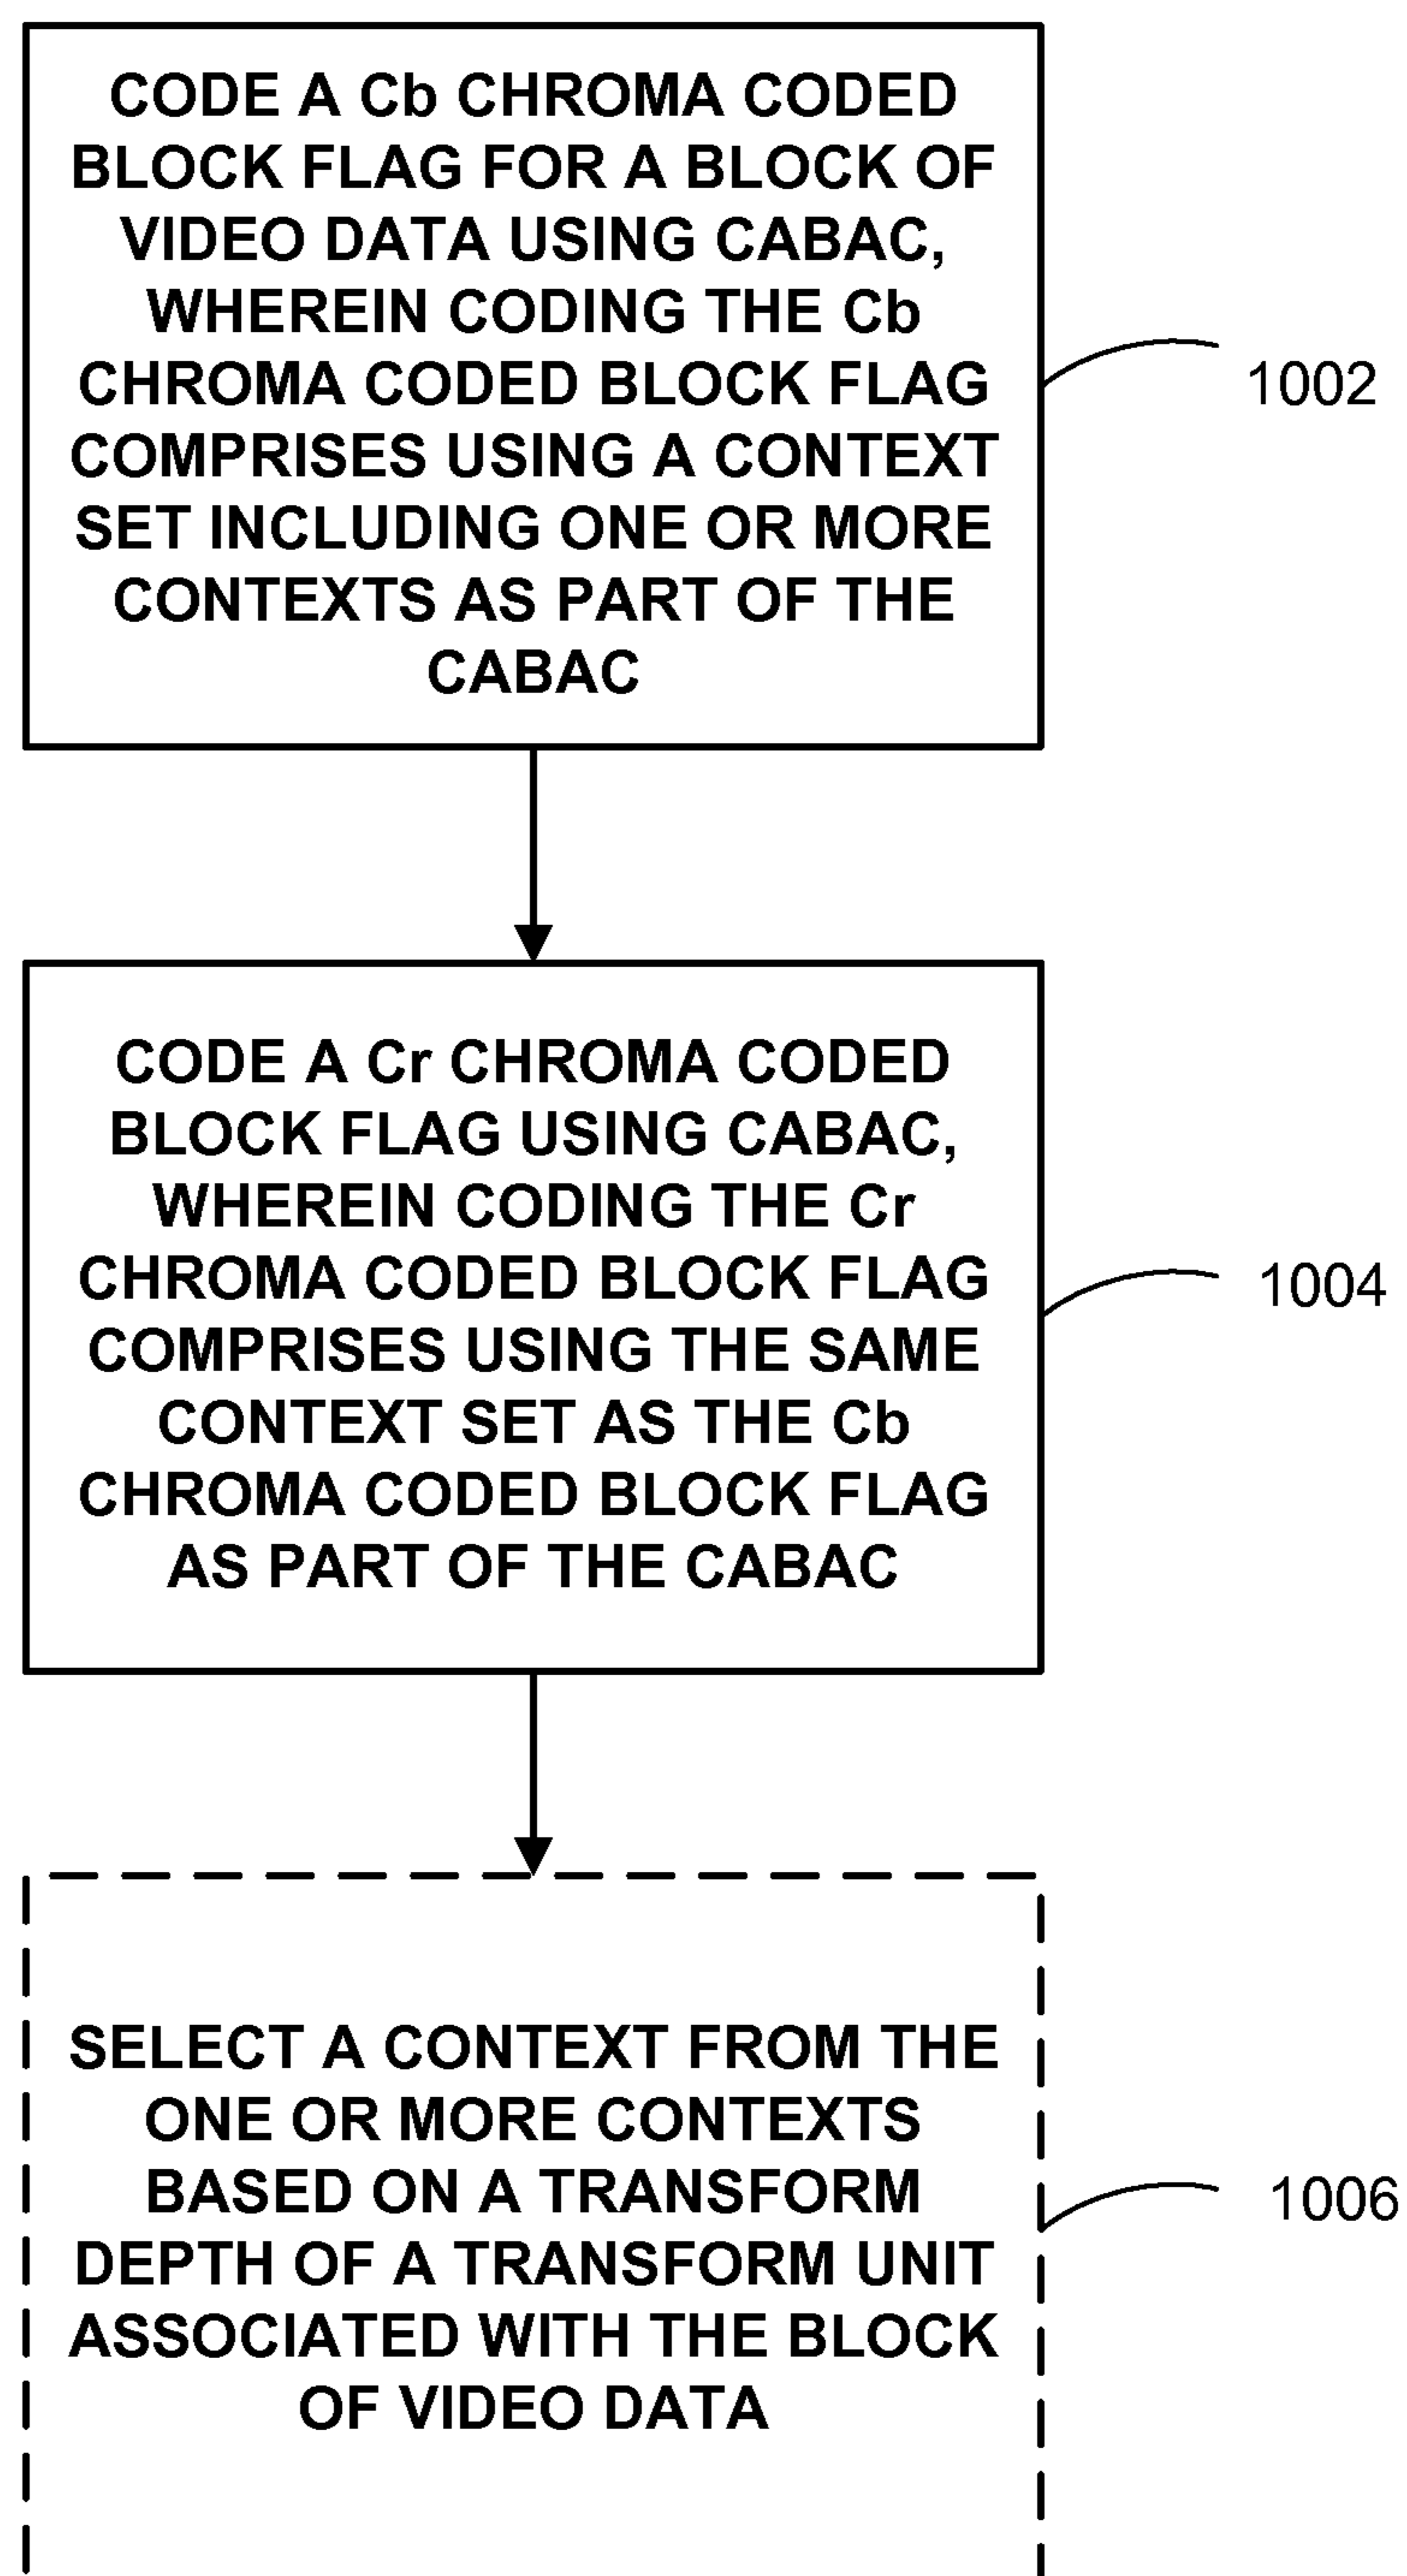 CODE A Cb CHROMA CODED
BLOCK FLAG FOR A BLOCK OF
VIDEO DATA USING CABAC,
WHEREIN CODING THE Cb
CHROMA CODED BLOCK FLAG
COMPRISES USING A CONTEXT
SET INCLUDING ONE OR MORE
CONTEXTS AS PART OF THE
CABAC
1002
CODE A Cr CHROMA CODED
BLOCK FLAG USING CABAC,
WHEREIN CODING THE Cr
CHROMA CODED BLOCK FLAG
COMPRISES USING THE SAME
CONTEXT SET AS THE Cb
CHROMA CODED BLOCK FLAG
AS PART OF THE CABAC
1004
SELECT A CONTEXT FROM THE
ONE OR MORE CONTEXTS
BASED ON A TRANSFORM
DEPTH OF A TRANSFORM UNIT
ASSOCIATED WITH THE BLOCK
OF VIDEO DATA
1006